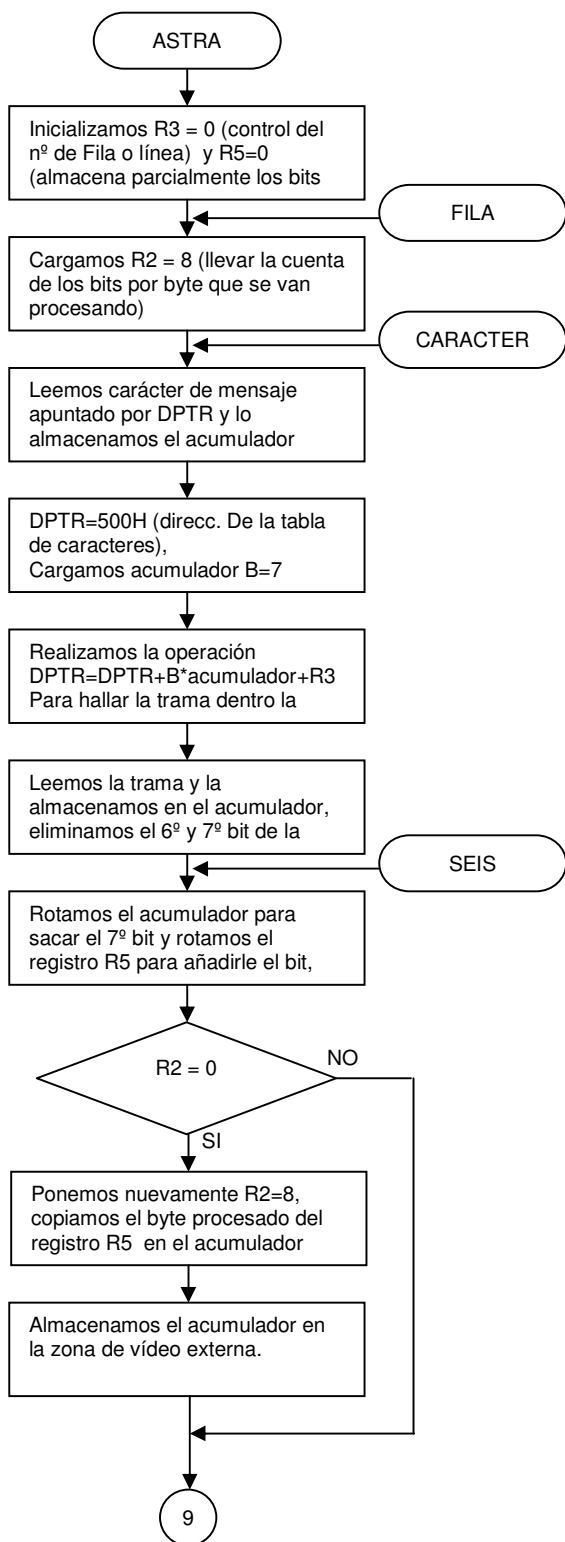 ASTRA
Inicializamos R3 = 0 (control del
nº de Fila o línea)  y R5=0
(almacena parcialmente los bits
FILA
Cargamos R2 = 8 (llevar la cuenta
de los bits por byte que se van
procesando)
CARACTER
Leemos carácter de mensaje
apuntado por DPTR y lo
almacenamos el acumulador
DPTR=500H (direcc. De la tabla
de caracteres),
Cargamos acumulador B=7
Realizamos la operación
DPTR=DPTR+B*acumulador+R3
Para hallar la trama dentro la
Leemos la trama y la
almacenamos en el acumulador,
eliminamos el 6º y 7º bit de la
SEIS
Rotamos el acumulador para
sacar el 7º bit y rotamos el
registro R5 para añadirle el bit,
R2 = 0
NO
SI
Ponemos nuevamente R2=8,
copiamos el byte procesado del
registro R5  en el acumulador
Almacenamos el acumulador en
la zona de vídeo externa.
9